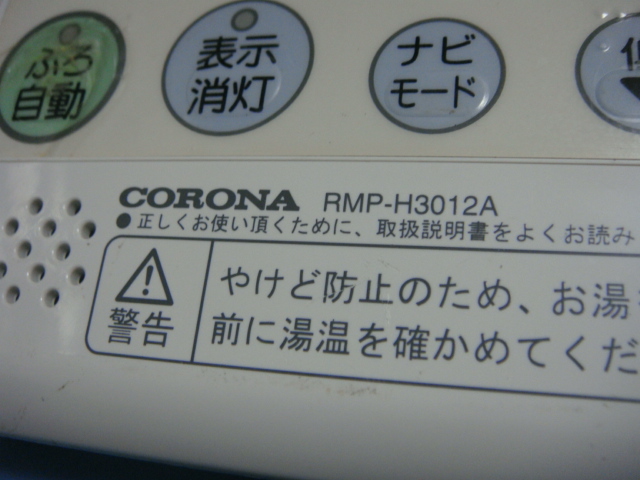 ふろ
自動
表示
消灯
ナビ
モード
CORONA RMP-H3012A
●正しくお使い頂くために、取扱説明書をよくお読み
警告
やけど防止のため、お湯
前に湯温を確かめてくだ